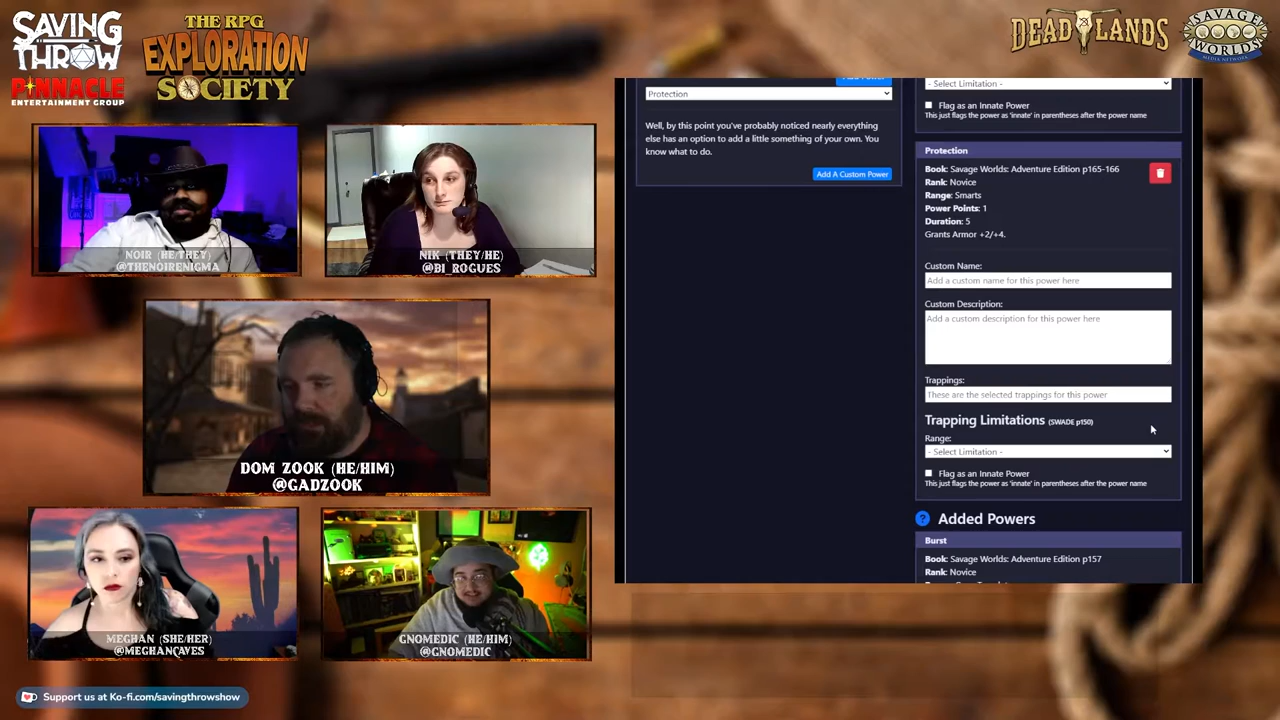 SAVING
THROW
PINNACLE
ENTERTAINMENT GROUP
THE RPG
EXPLORATION
SOCIETY
DEADLANDS
SAVAGE
WORLDS
MEDIA NETWORK
NOIR (HE/THEY)
@THENOIRENIGMA
NIK (THEY/HE)
@BI_ROGUES
DOM ZOOK (HE/HIM)
@GADZOOK
MEGHAN (SHE/HER)
@MEGHANCAVES
GNOMEDIC (HE/HIM)
@GNOMEDIC
Support us at Ko-fi.com/savingthrowshow
Add Power
Protection
Well, by this point you've probably noticed nearly everything
else has an option to add a little something of your own. You
know what to do.
Add A Custom Power
- Select Limitation -
Flag as an Innate Power
This just flags the power as 'innate' in parentheses after the power name
Protection
Book: Savage Worlds: Adventure Edition p165-166
Rank: Novice
Range: Smarts
Power Points: 1
Duration: 5
Grants Armor +2/+4.
Custom Name:
Add a custom name for this power here
Custom Description:
Add a custom description for this power here
Trappings:
These are the selected trappings for this power
Trapping Limitations (SWADE p150)
Range:
- Select Limitation -
Flag as an Innate Power
This just flags the power as 'innate' in parentheses after the power name
? Added Powers
Burst
Book: Savage Worlds: Adventure Edition p157
Rank: Novice